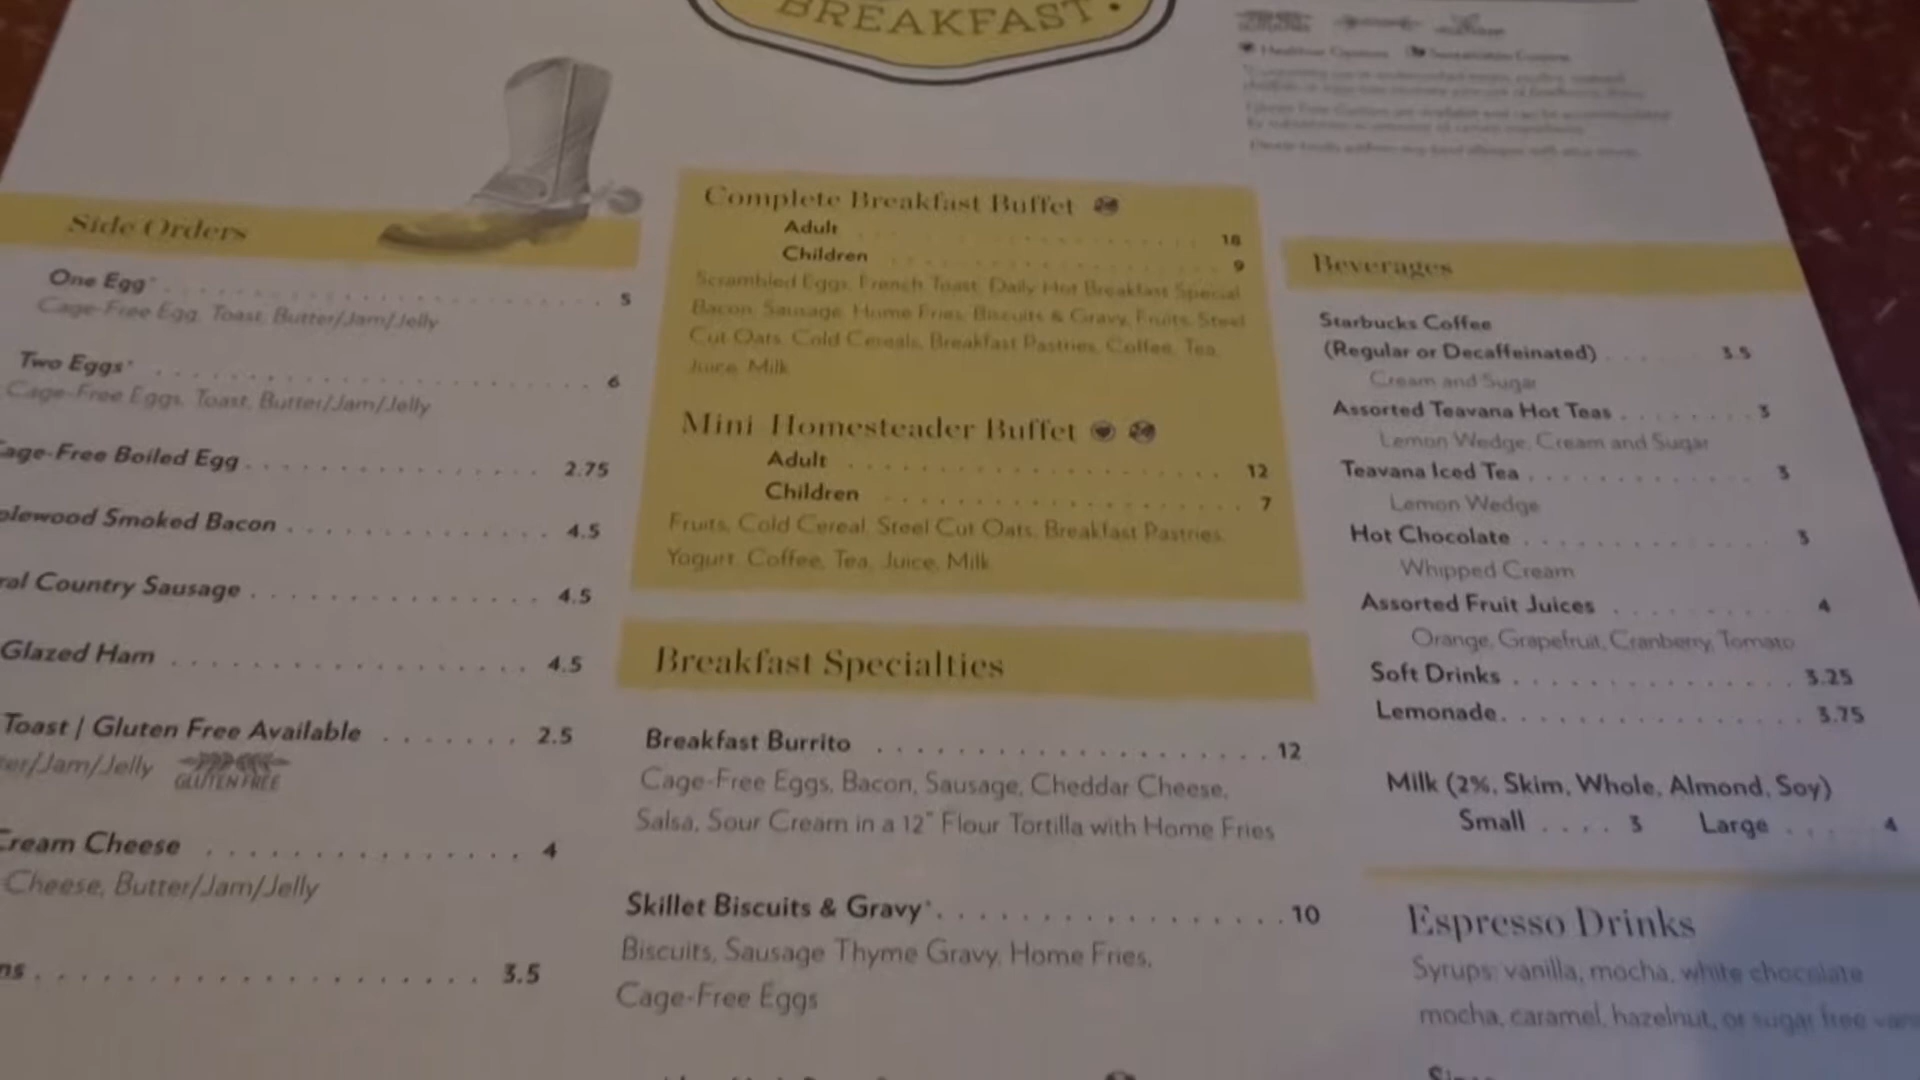 BREAKFAST
Side Orders
One Egg* 5
Cage-Free Egg, Toast, Butter/Jam/Jelly
Two Eggs* 6
Cage-Free Eggs, Toast, Butter/Jam/Jelly
age-Free Boiled Egg 2.75
plewood Smoked Bacon 4.5
ral Country Sausage 4.5
Glazed Ham 4.5
Toast | Gluten Free Available 2.5
ter/Jam/Jelly GLUTEN FREE
Cream Cheese 4
Cheese, Butter/Jam/Jelly
ns 3.5
Complete Breakfast Buffet
Adult 18
Children 9
Scrambled Eggs, French Toast, Daily Hot Breakfast Special
Bacon, Sausage, Home Fries, Biscuits & Gravy, Fruits, Steel
Cut Oats, Cold Cereals, Breakfast Pastries, Coffee, Tea,
Juice, Milk
Mini Homesteader Buffet
Adult 12
Children 7
Fruits, Cold Cereal, Steel Cut Oats, Breakfast Pastries,
Yogurt, Coffee, Tea, Juice, Milk
Breakfast Specialties
Breakfast Burrito 12
Cage-Free Eggs, Bacon, Sausage, Cheddar Cheese,
Salsa, Sour Cream in a 12" Flour Tortilla with Home Fries
Skillet Biscuits & Gravy* 10
Biscuits, Sausage Thyme Gravy, Home Fries,
Cage-Free Eggs
Beverages
Starbucks Coffee
(Regular or Decaffeinated) 3.5
Cream and Sugar
Assorted Teavana Hot Teas 3
Lemon Wedge, Cream and Sugar
Teavana Iced Tea 3
Lemon Wedge
Hot Chocolate 3
Whipped Cream
Assorted Fruit Juices 4
Orange, Grapefruit, Cranberry, Tomato
Soft Drinks 3.25
Lemonade 3.75
Milk (2%, Skim, Whole, Almond, Soy)
Small 3 Large 4
Espresso Drinks
Syrups: vanilla, mocha, white chocolate
mocha, caramel, hazelnut, or sugar free van